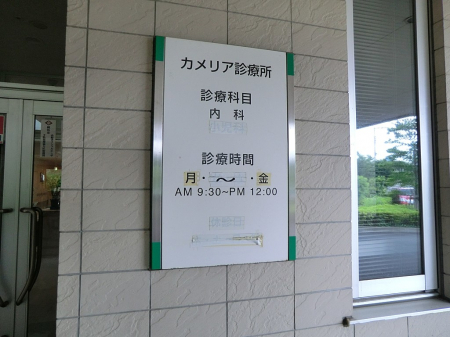 カメリア診療所
診療科目
内 科
診療時間
月・～・金
AM 9:30~PM 12:00